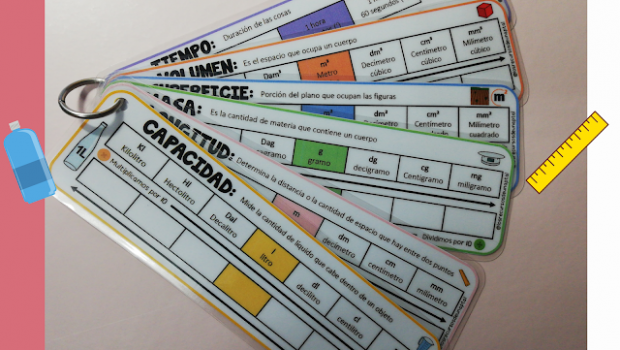 TIEMPO: Duración de las cosas
1 hora
60 segundos
VOLUMEN: Es el espacio que ocupa un cuerpo
Dam³
m³ Metro
dm³ Decímetro cúbico
cm³ Centímetro cúbico
mm³ Milímetro cúbico
SUPERFICIE: Porción del plano que ocupan las figuras
m
m²
dm²
cm² Centímetro
mm² Milímetro cuadrado
MASA: Es la cantidad de materia que contiene un cuerpo
Dag
g gramo
dg decigramo
cg Centigramo
mg miligramo
Dividimos por 10
LONGITUD: Determina la distancia o la cantidad de espacio que hay entre dos puntos
m
dm decímetro
cm centímetro
mm milímetro
CAPACIDAD: Mide la cantidad de líquido que cabe dentro de un objeto
1L
Kl Kilolitro
Hl Hectolitro
Dal Decalitro
l litro
dl decilitro
cl centilitro
Multiplicamos por 10